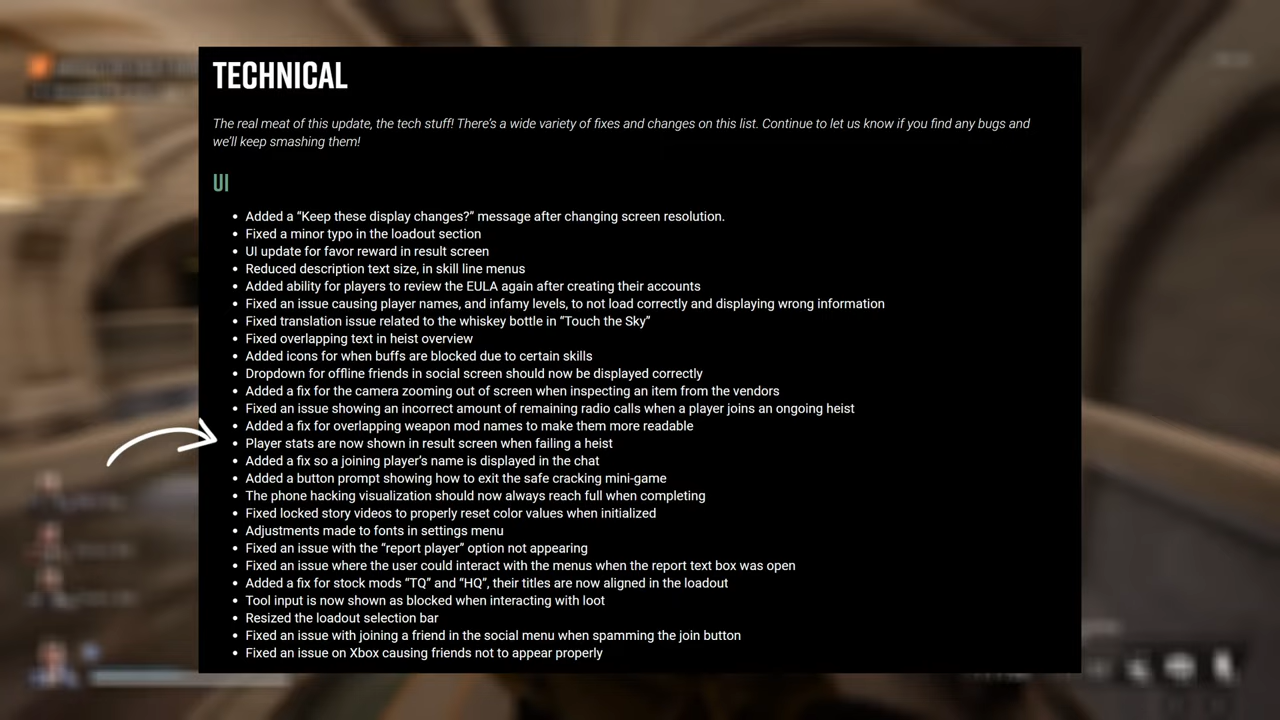 TECHNICAL
The real meat of this update, the tech stuff! There's a wide variety of fixes and changes on this list. Continue to let us know if you find any bugs and
we'll keep smashing them!
UI
• Added a “Keep these display changes?” message after changing screen resolution.
• Fixed a minor typo in the loadout section
• UI update for favor reward in result screen
• Reduced description text size, in skill line menus
• Added ability for players to review the EULA again after creating their accounts
• Fixed an issue causing player names, and infamy levels, to not load correctly and displaying wrong information
• Fixed translation issue related to the whiskey bottle in “Touch the Sky”
• Fixed overlapping text in heist overview
• Added icons for when buffs are blocked due to certain skills
• Dropdown for offline friends in social screen should now be displayed correctly
• Added a fix for the camera zooming out of screen when inspecting an item from the vendors
• Fixed an issue showing an incorrect amount of remaining radio calls when a player joins an ongoing heist
• Added a fix for overlapping weapon mod names to make them more readable
• Player stats are now shown in result screen when failing a heist
• Added a fix so a joining player's name is displayed in the chat
• Added a button prompt showing how to exit the safe cracking mini-game
• The phone hacking visualization should now always reach full when completing
• Fixed locked story videos to properly reset color values when initialized
• Adjustments made to fonts in settings menu
• Fixed an issue with the “report player” option not appearing
• Fixed an issue where the user could interact with the menus when the report text box was open
• Added a fix for stock mods “TQ” and “HQ”, their titles are now aligned in the loadout
• Tool input is now shown as blocked when interacting with loot
• Resized the loadout selection bar
• Fixed an issue with joining a friend in the social menu when spamming the join button
• Fixed an issue on Xbox causing friends not to appear properly